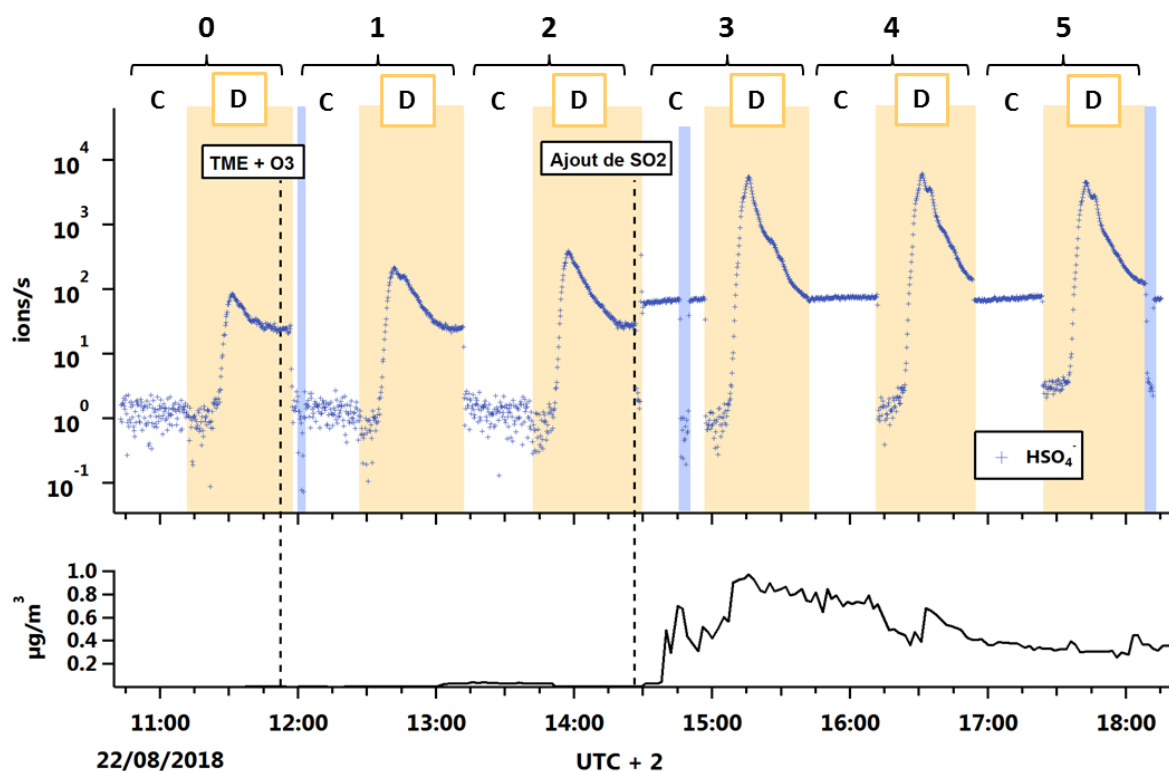 0 1 2 3 4 5
C D C D C D C D C D C D
TME + O3
Ajout de SO2
10^4
10^3
10^2
10^1
10^0
10^-1
ions/s
HSO4^-
1.0
0.8
0.6
0.4
0.2
µg/m^3
11:00 12:00 13:00 14:00 15:00 16:00 17:00 18:00
22/08/2018 UTC + 2